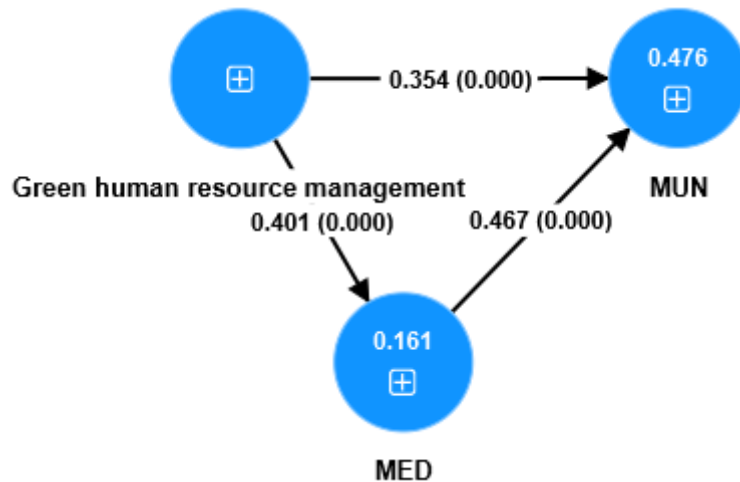 0.476
0.354 (0.000)
Green human resource management
MUN
0.401 (0.000)
0.467 (0.000)
0.161
MED